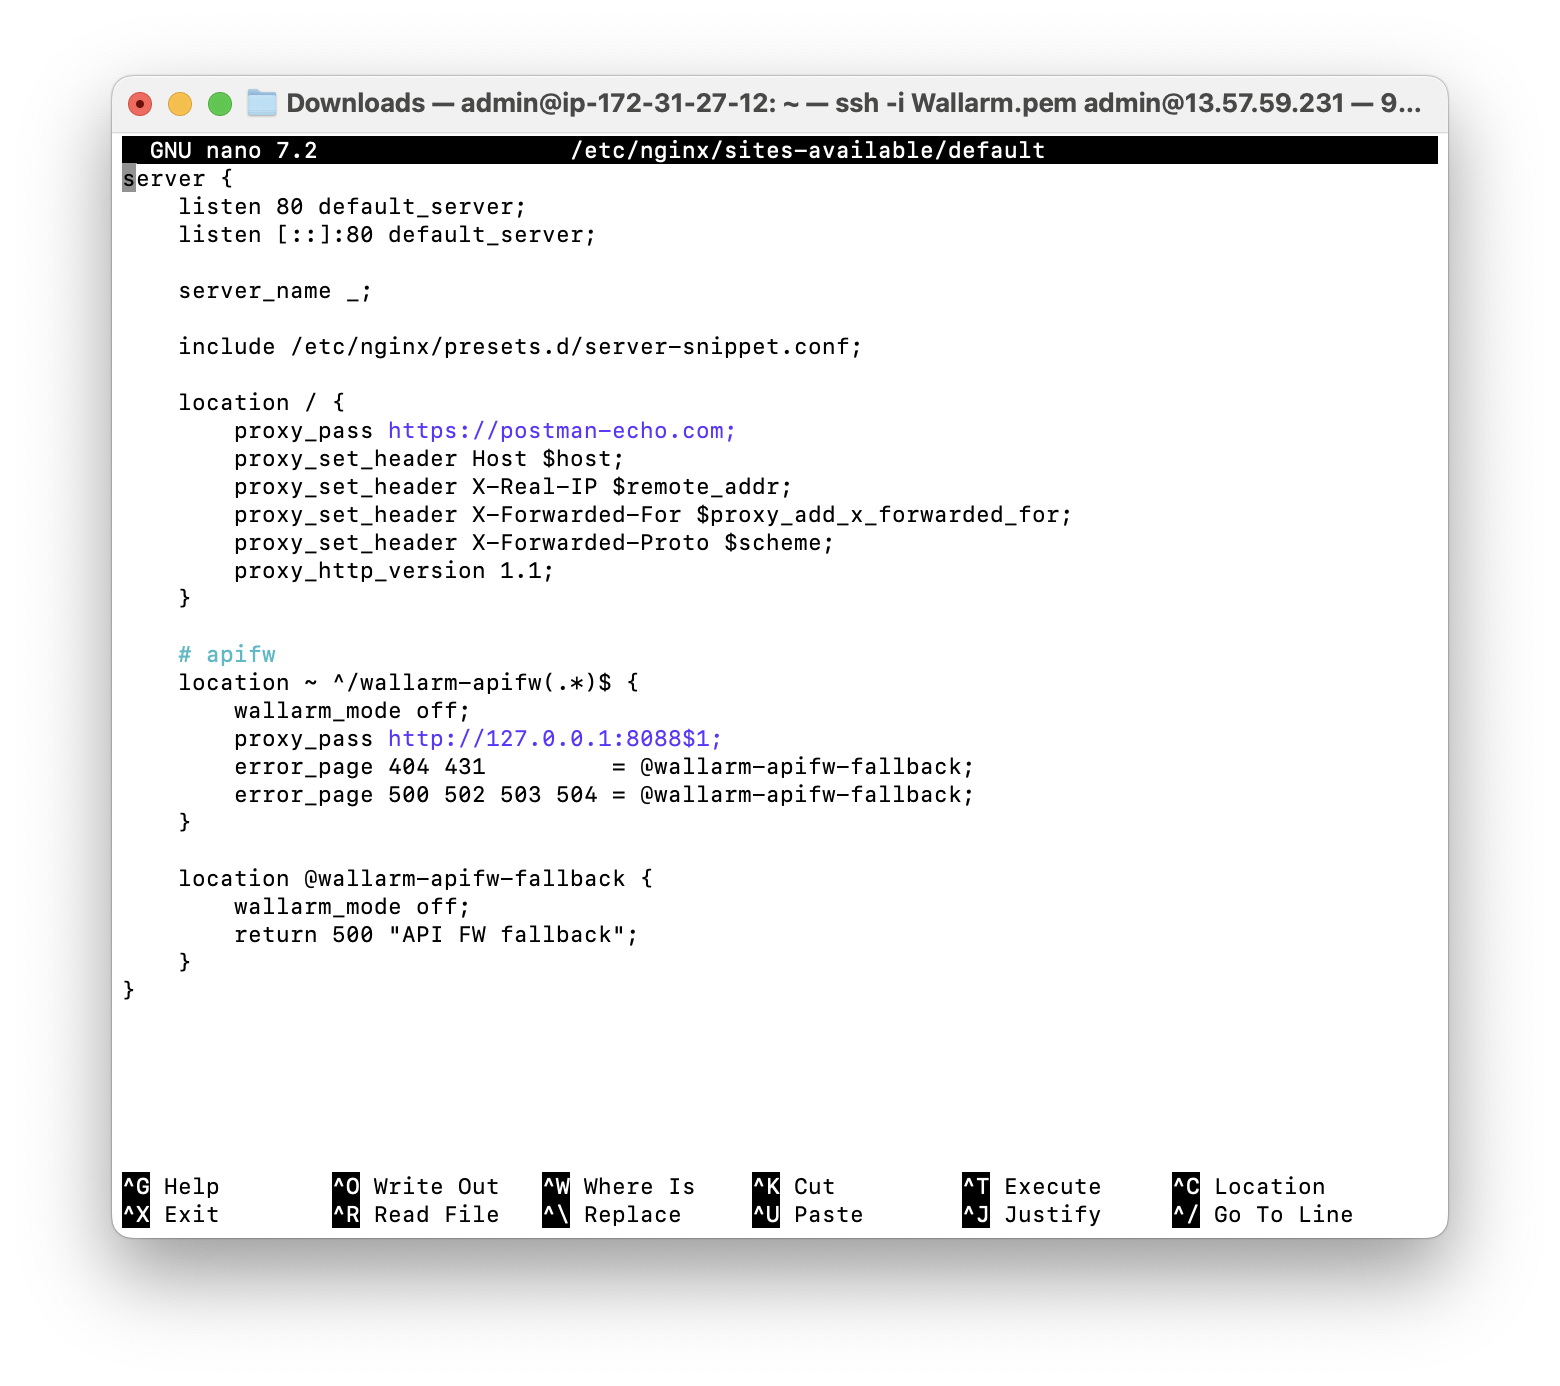 Downloads — admin@ip-172-31-27-12: ~ — ssh -i Wallarm.pem admin@13.57.59.231 — 9...
GNU nano 7.2 /etc/nginx/sites-available/default
server {
    listen 80 default_server;
    listen [::]:80 default_server;

    server_name _;

    include /etc/nginx/presets.d/server-snippet.conf;

    location / {
        proxy_pass https://postman-echo.com;
        proxy_set_header Host $host;
        proxy_set_header X-Real-IP $remote_addr;
        proxy_set_header X-Forwarded-For $proxy_add_x_forwarded_for;
        proxy_set_header X-Forwarded-Proto $scheme;
        proxy_http_version 1.1;
    }

    # apifw
    location ~ ^/wallarm-apifw(.*)$ {
        wallarm_mode off;
        proxy_pass http://127.0.0.1:8088$1;
        error_page 404 431         = @wallarm-apifw-fallback;
        error_page 500 502 503 504 = @wallarm-apifw-fallback;
    }

    location @wallarm-apifw-fallback {
        wallarm_mode off;
        return 500 "API FW fallback";
    }
}
^G Help ^O Write Out ^W Where Is ^K Cut ^T Execute ^C Location
^X Exit ^R Read File ^\ Replace ^U Paste ^J Justify ^/ Go To Line